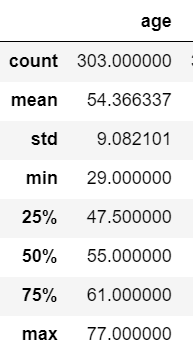 age
count 303.000000
mean 54.366337
std 9.082101
min 29.000000
25% 47.500000
50% 55.000000
75% 61.000000
max 77.000000